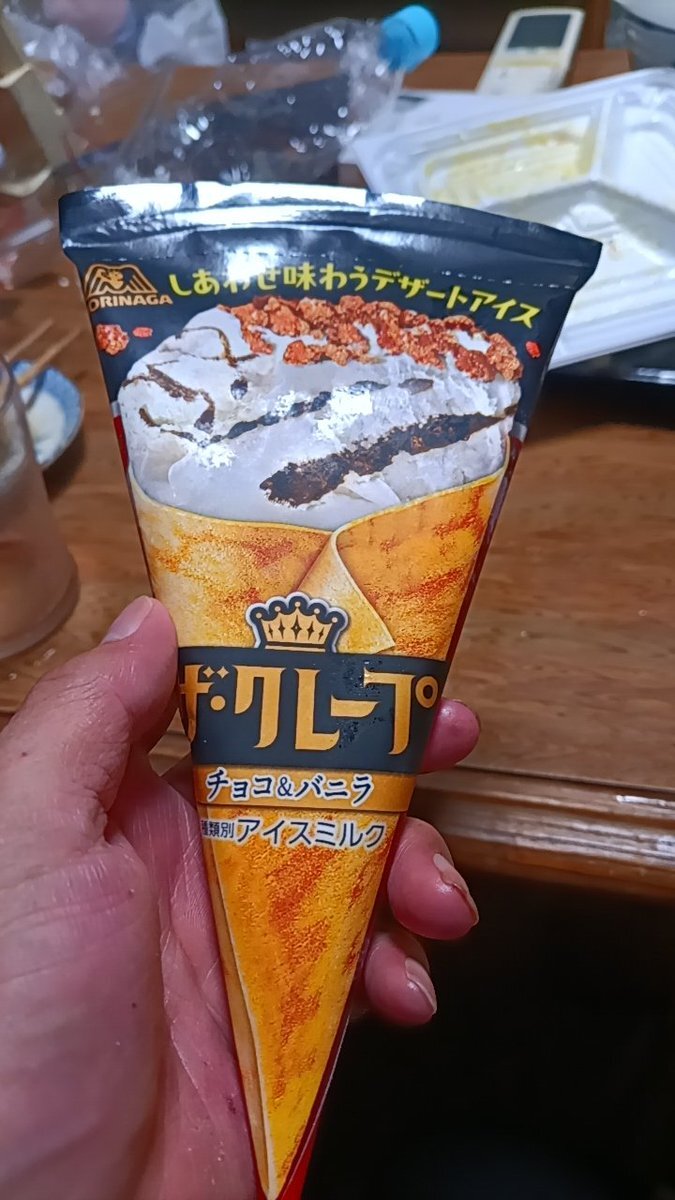 MORINAGA
しあわせ味わうデザートアイス
ザ・クレープ
チョコ&バニラ
種類別 アイスミルク